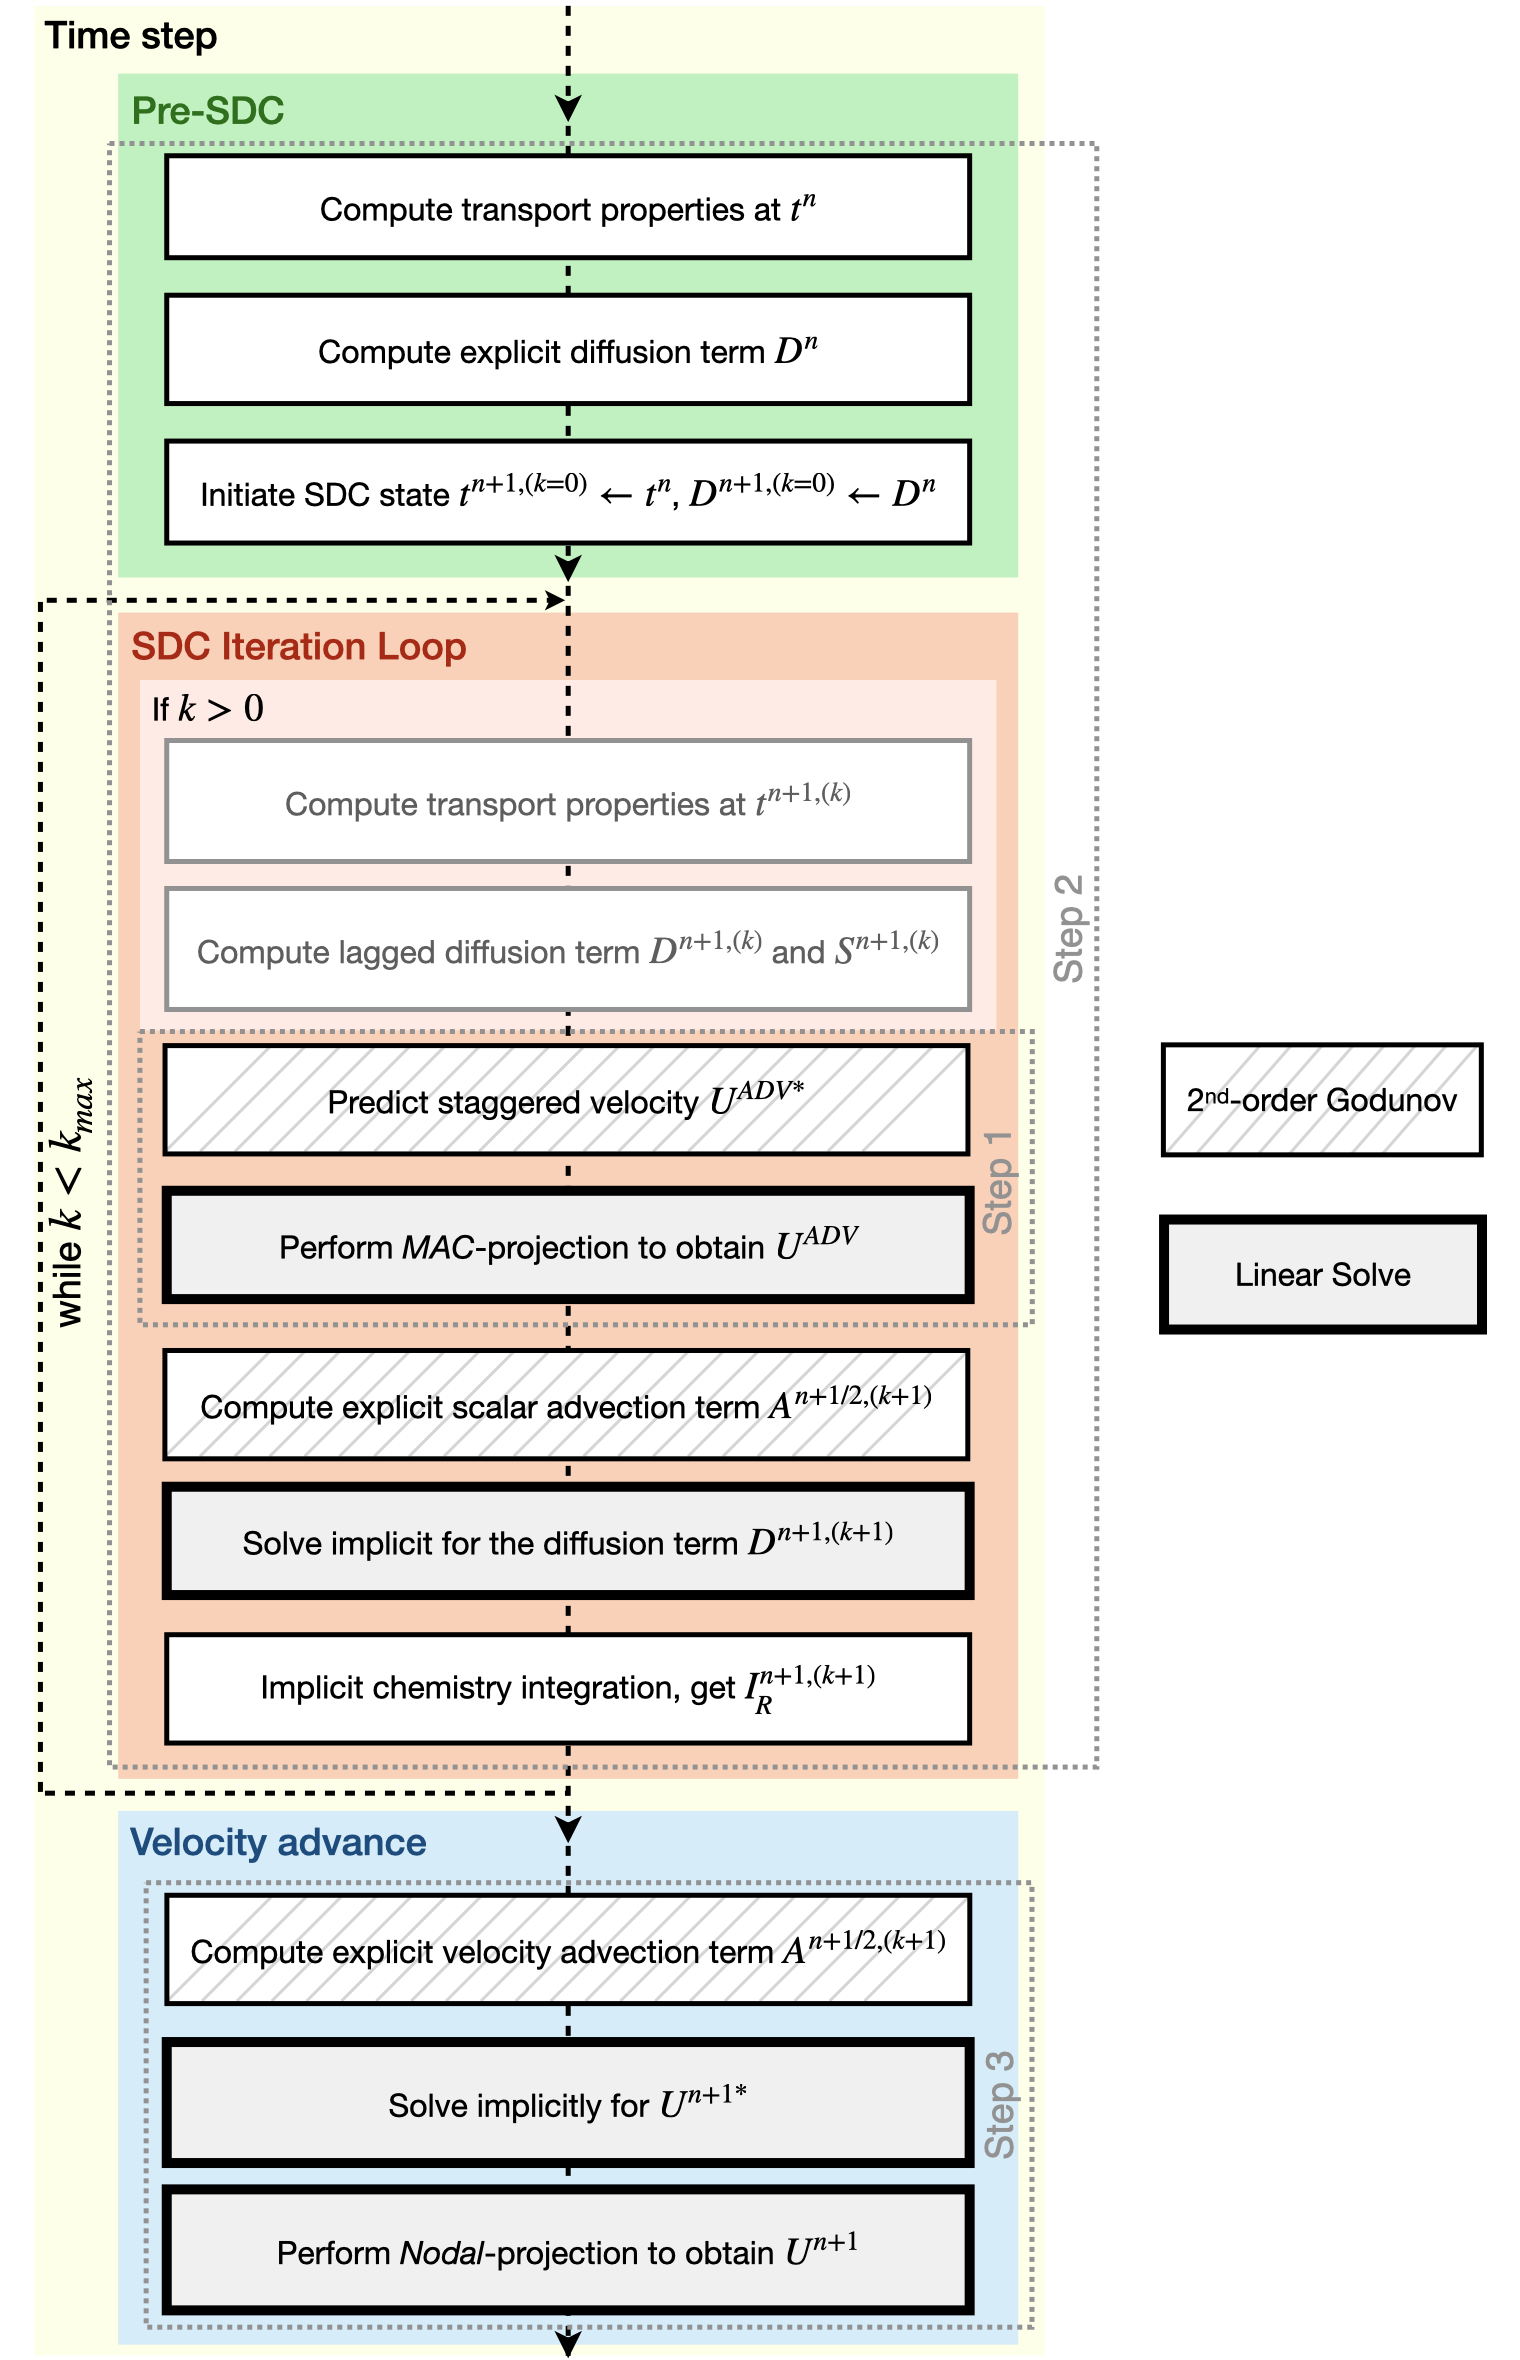 Time step
Pre-SDC
Compute transport properties at $t^n$
Compute explicit diffusion term $D^n$
Initiate SDC state $t^{n+1,(k=0)} \leftarrow t^n, D^{n+1,(k=0)} \leftarrow D^n$
SDC Iteration Loop
If $k > 0$
Compute transport properties at $t^{n+1,(k)}$
Compute lagged diffusion term $D^{n+1,(k)}$ and $S^{n+1,(k)}$
Step 2
Predict staggered velocity $U^{ADV*}$
Perform MAC-projection to obtain $U^{ADV}$
Step 1
while $k < k_{max}$
Compute explicit scalar advection term $A^{n+1/2,(k+1)}$
Solve implicit for the diffusion term $D^{n+1,(k+1)}$
Implicit chemistry integration, get $I_R^{n+1,(k+1)}$
Velocity advance
Compute explicit velocity advection term $A^{n+1/2,(k+1)}$
Solve implicitly for $U^{n+1*}$
Perform Nodal-projection to obtain $U^{n+1}$
Step 3
2nd-order Godunov
Linear Solve